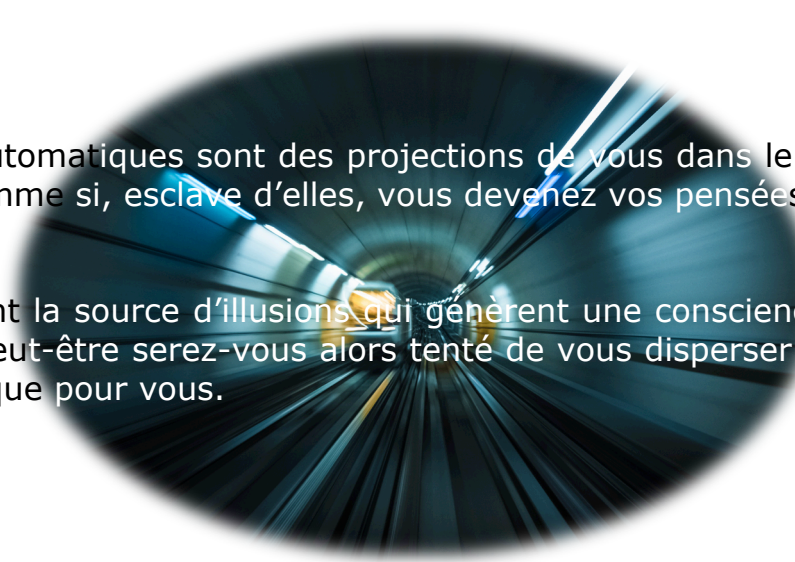 utomatiques sont des projections de vous dans le
mme si, esclave d’elles, vous devenez vos pensées
nt la source d’illusions qui génèrent une conscienc
eut-être serez-vous alors tenté de vous disperser
que pour vous.